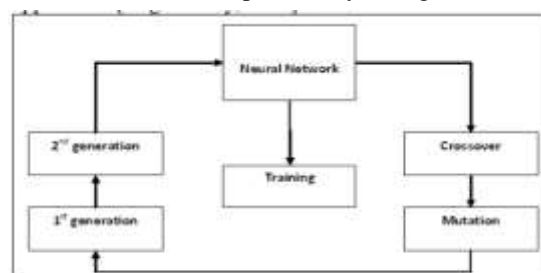 Neural Network
2nd generation
Crossover
Training
1st generation
Mutation